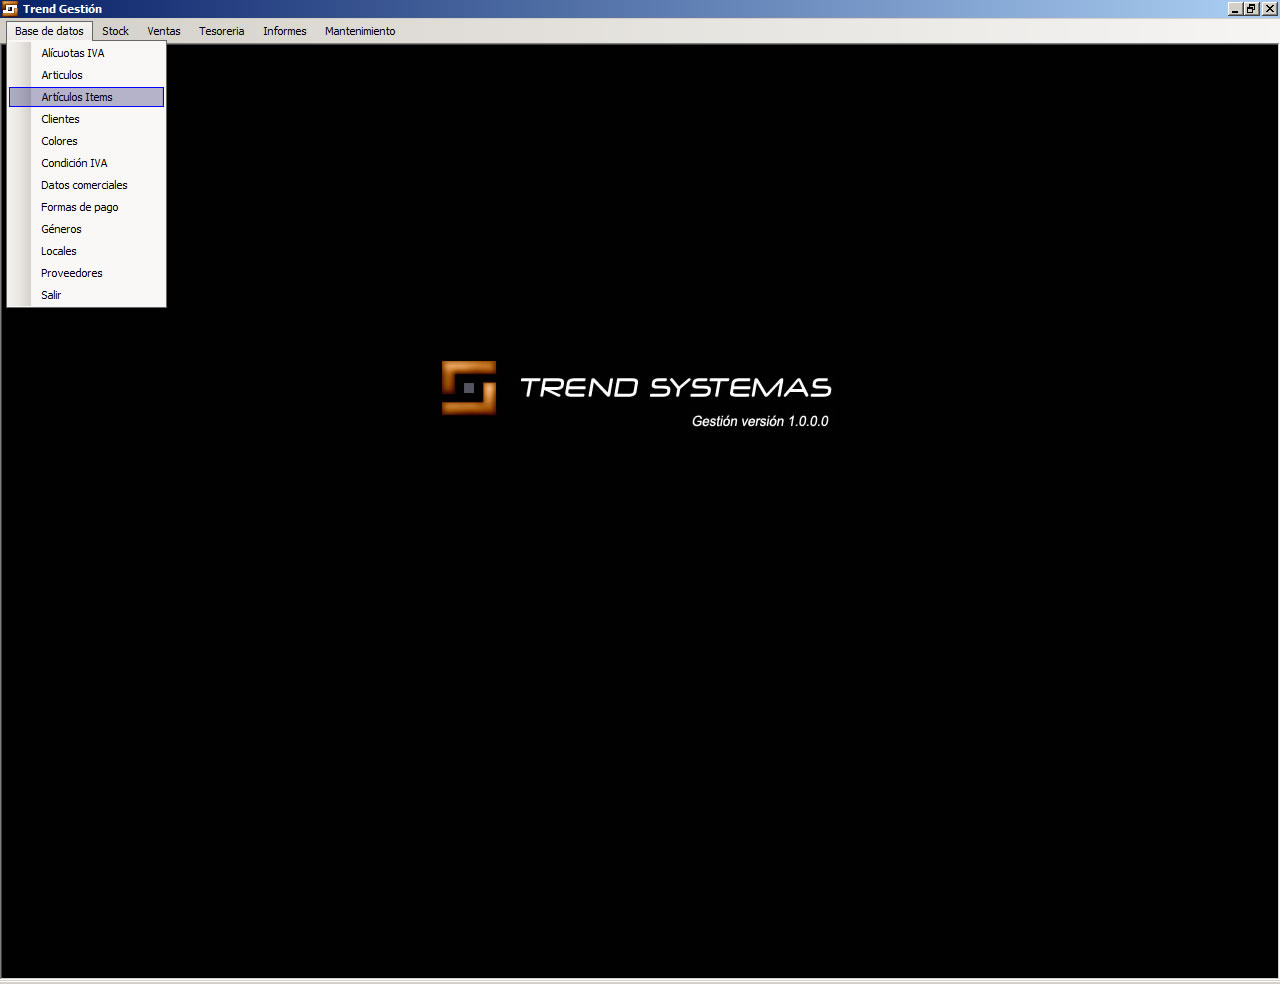 Trend Gestión
Base de datos Stock Ventas Tesoreria Informes Mantenimiento
Alícuotas IVA
Articulos
Artículos Items
Clientes
Colores
Condición IVA
Datos comerciales
Formas de pago
Géneros
Locales
Proveedores
Salir
TREND SYSTEMAS
Gestión versión 1.0.0.0